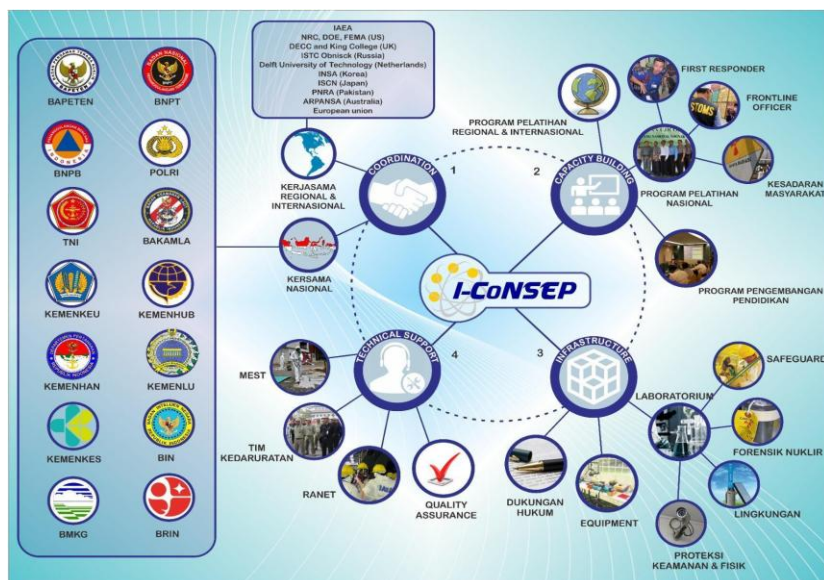 IAEA
NRC, DOE, FEMA (US)
DECC and King College (UK)
ISTC Obnisck (Russia)
Delft University of Technology (Netherlands)
INSA (Korea)
ISCN (Japan)
PNRA (Pakistan)
ARPANSA (Australia)
European union
BAPETEN
BNPT
BNPB
POLRI
TNI
BAKAMLA
KEMENKEU
KEMENHUB
KEMENHAN
KEMENLU
KEMENKES
BIN
BMKG
BRIN
KERJASAMA
REGIONAL &
INTERNASIONAL
KERSAMA
NASIONAL
COORDINATION
1
2
CAPACITY BUILDING
PROGRAM PELATIHAN
REGIONAL & INTERNASIONAL
FIRST RESPONDER
FRONTLINE
OFFICER
KESADARAN
MASYARAKAT
PROGRAM PELATIHAN
NASIONAL
PROGRAM PENGEMBANGAN
PENDIDIKAN
I-CoNSEP
TECHNICAL SUPPORT
4
3
INFRASTRUCTURE
MEST
TIM
KEDARURATAN
RANET
QUALITY
ASSURANCE
DUKUNGAN
HUKUM
EQUIPMENT
LABORATORIUM
SAFEGUARD
FORENSIK NUKLIR
LINGKUNGAN
PROTEKSI
KEAMANAN & FISIK